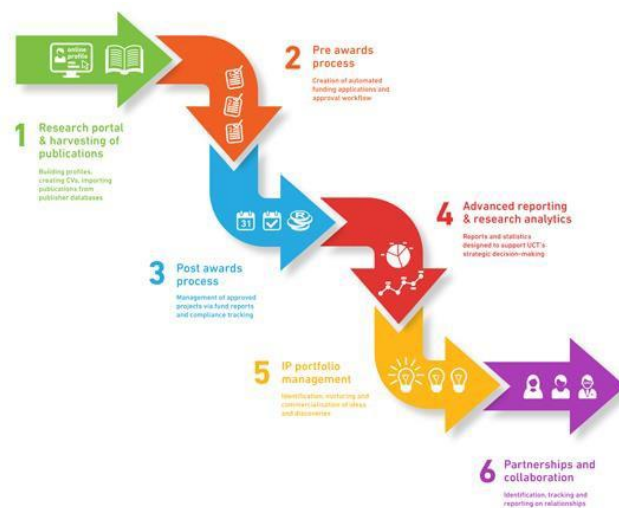 online
profile
1 Research portal
& harvesting of
publications
Building profiles,
creating CVs, importing
publications from
publisher databases
2 Pre awards
process
Creation of automated
funding applications and
approval workflow
31
R
3 Post awards
process
Management of approved
projects via fund reports
and compliance tracking
4 Advanced reporting
& research analytics
Reports and statistics
designed to support UCT's
strategic decision-making
5 IP portfolio
management
Identification, nurturing and
commercialisation of ideas
and discoveries
6 Partnerships and
collaboration
Identification, tracking and
reporting on relationships